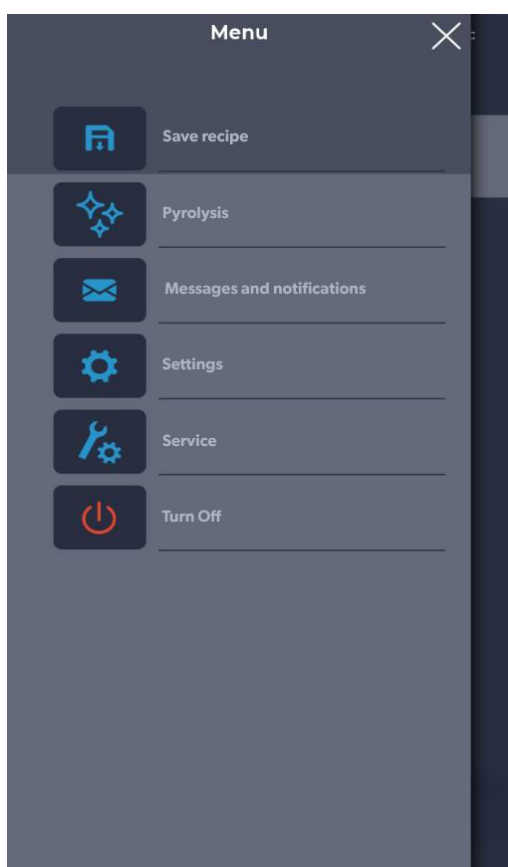 Menu
Save recipe
Pyrolysis
Messages and notifications
Settings
Service
Turn Off